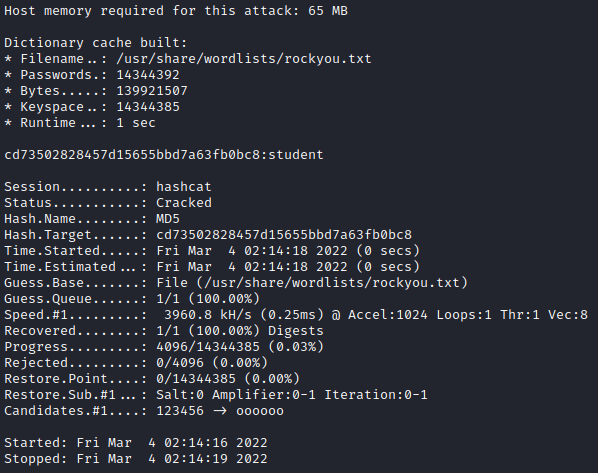 Host memory required for this attack: 65 MB
Dictionary cache built:
* Filename..: /usr/share/wordlists/rockyou.txt
* Passwords.: 14344392
* Bytes.....: 139921507
* Keyspace..: 14344385
* Runtime...: 1 sec
cd73502828457d15655bbd7a63fb0bc8:student
Session..........: hashcat
Status...........: Cracked
Hash.Name........: MD5
Hash.Target......: cd73502828457d15655bbd7a63fb0bc8
Time.Started.....: Fri Mar  4 02:14:18 2022 (0 secs)
Time.Estimated...: Fri Mar  4 02:14:18 2022 (0 secs)
Guess.Base.......: File (/usr/share/wordlists/rockyou.txt)
Guess.Queue......: 1/1 (100.00%)
Speed.#1.........:  3960.8 kH/s (0.25ms) @ Accel:1024 Loops:1 Thr:1 Vec:8
Recovered........: 1/1 (100.00%) Digests
Progress.........: 4096/14344385 (0.03%)
Rejected.........: 0/4096 (0.00%)
Restore.Point....: 0/14344385 (0.00%)
Restore.Sub.#1...: Salt:0 Amplifier:0-1 Iteration:0-1
Candidates.#1....: 123456 -> oooooo
Started: Fri Mar  4 02:14:16 2022
Stopped: Fri Mar  4 02:14:19 2022